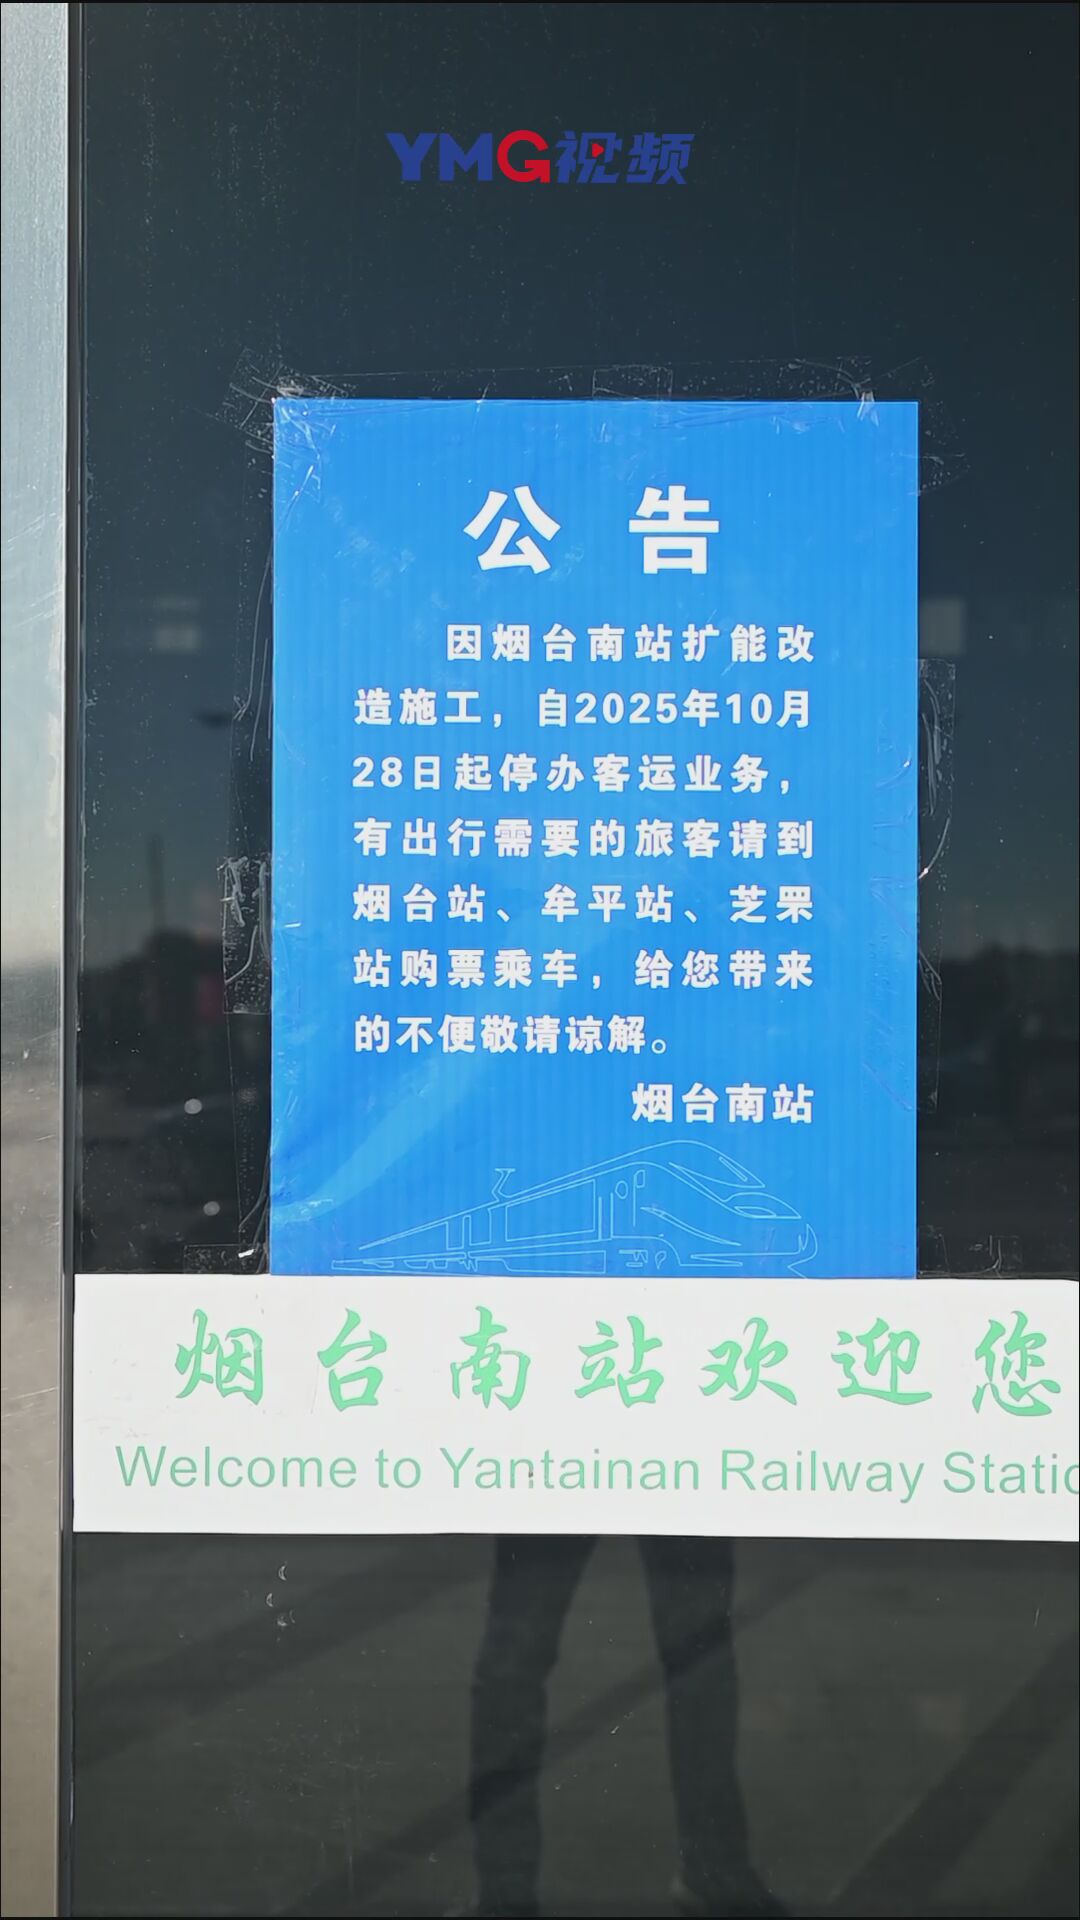 YMG视频
公告
因烟台南站扩能改
造施工，自2025年10月
28日起停办客运业务，
有出行需要的旅客请到
烟台站、牟平站、芝罘
站购票乘车，给您带来
的不便敬请谅解。
烟台南站
烟台南站欢迎您
Welcome to Yantainan Railway Static